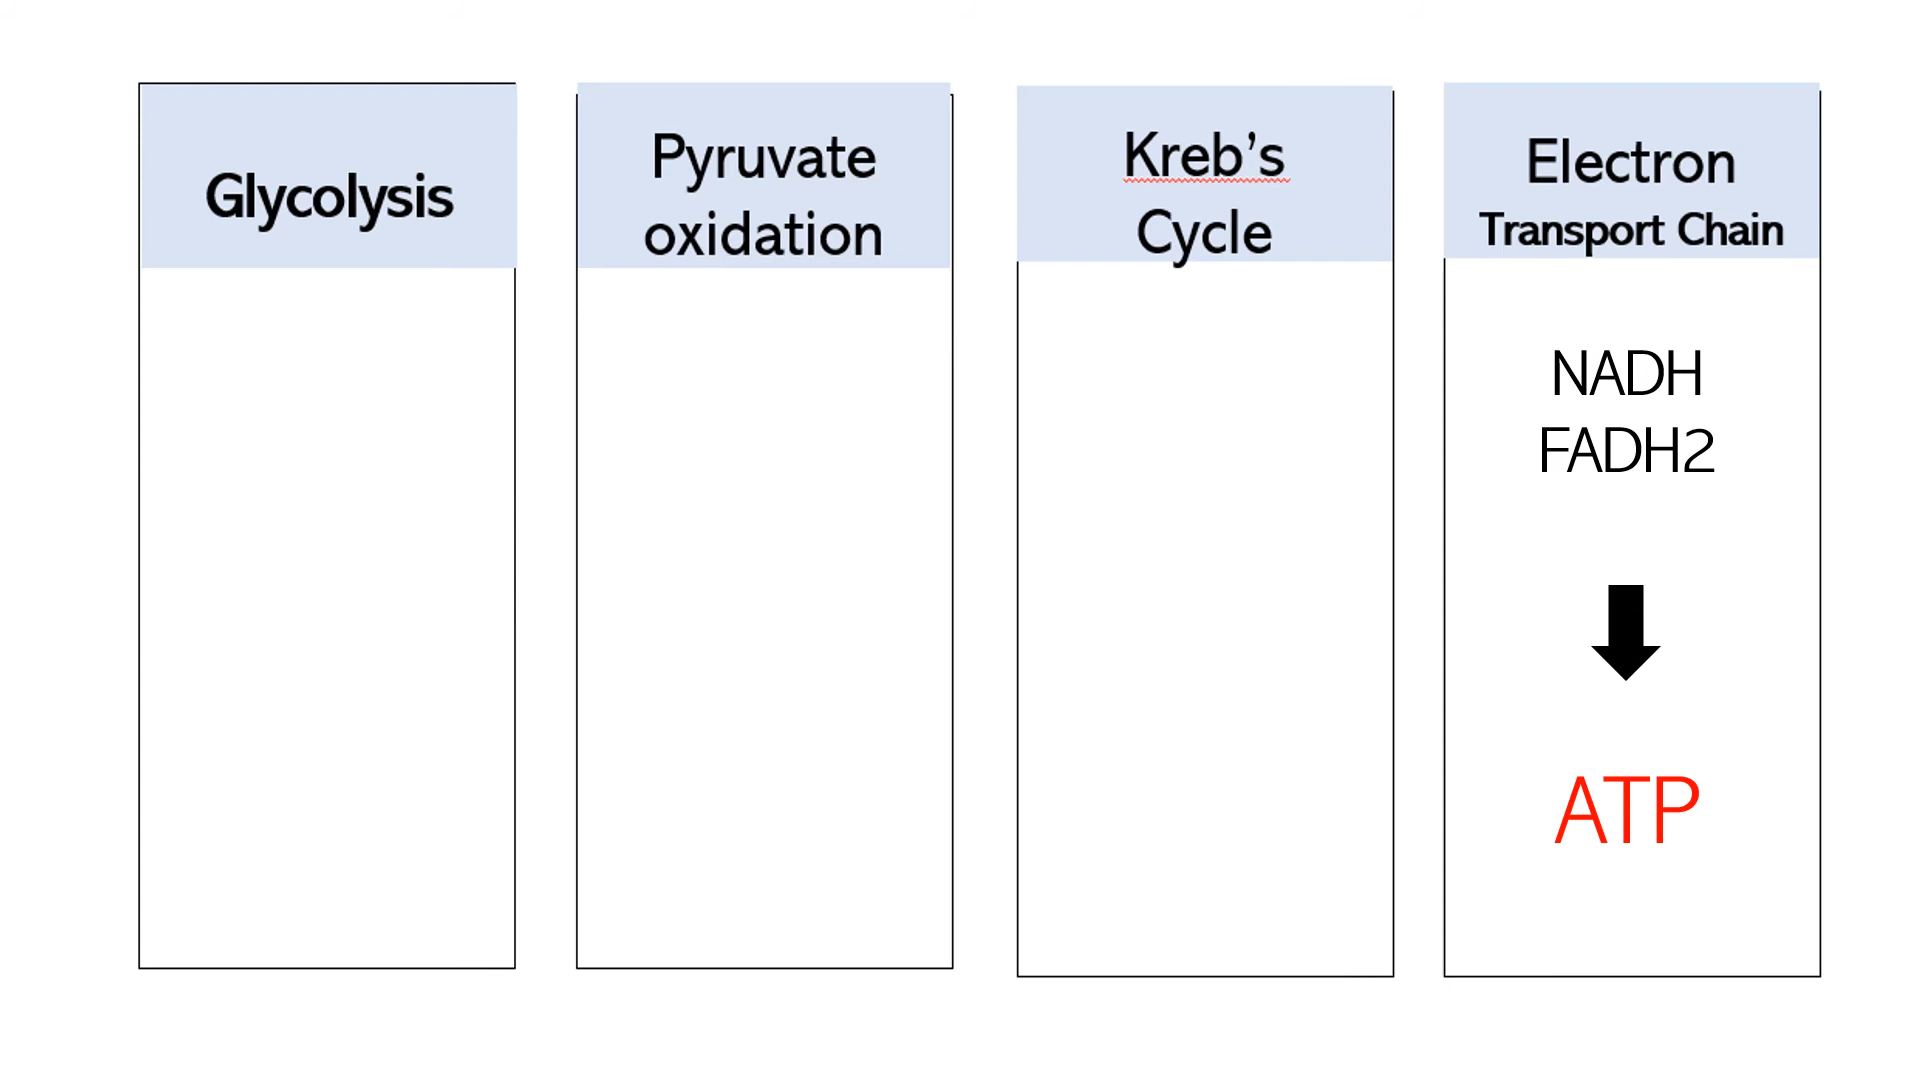 Glycolysis
Pyruvate
oxidation
Kreb’s
Cycle
Electron
Transport Chain
NADH
FADH2
ATP